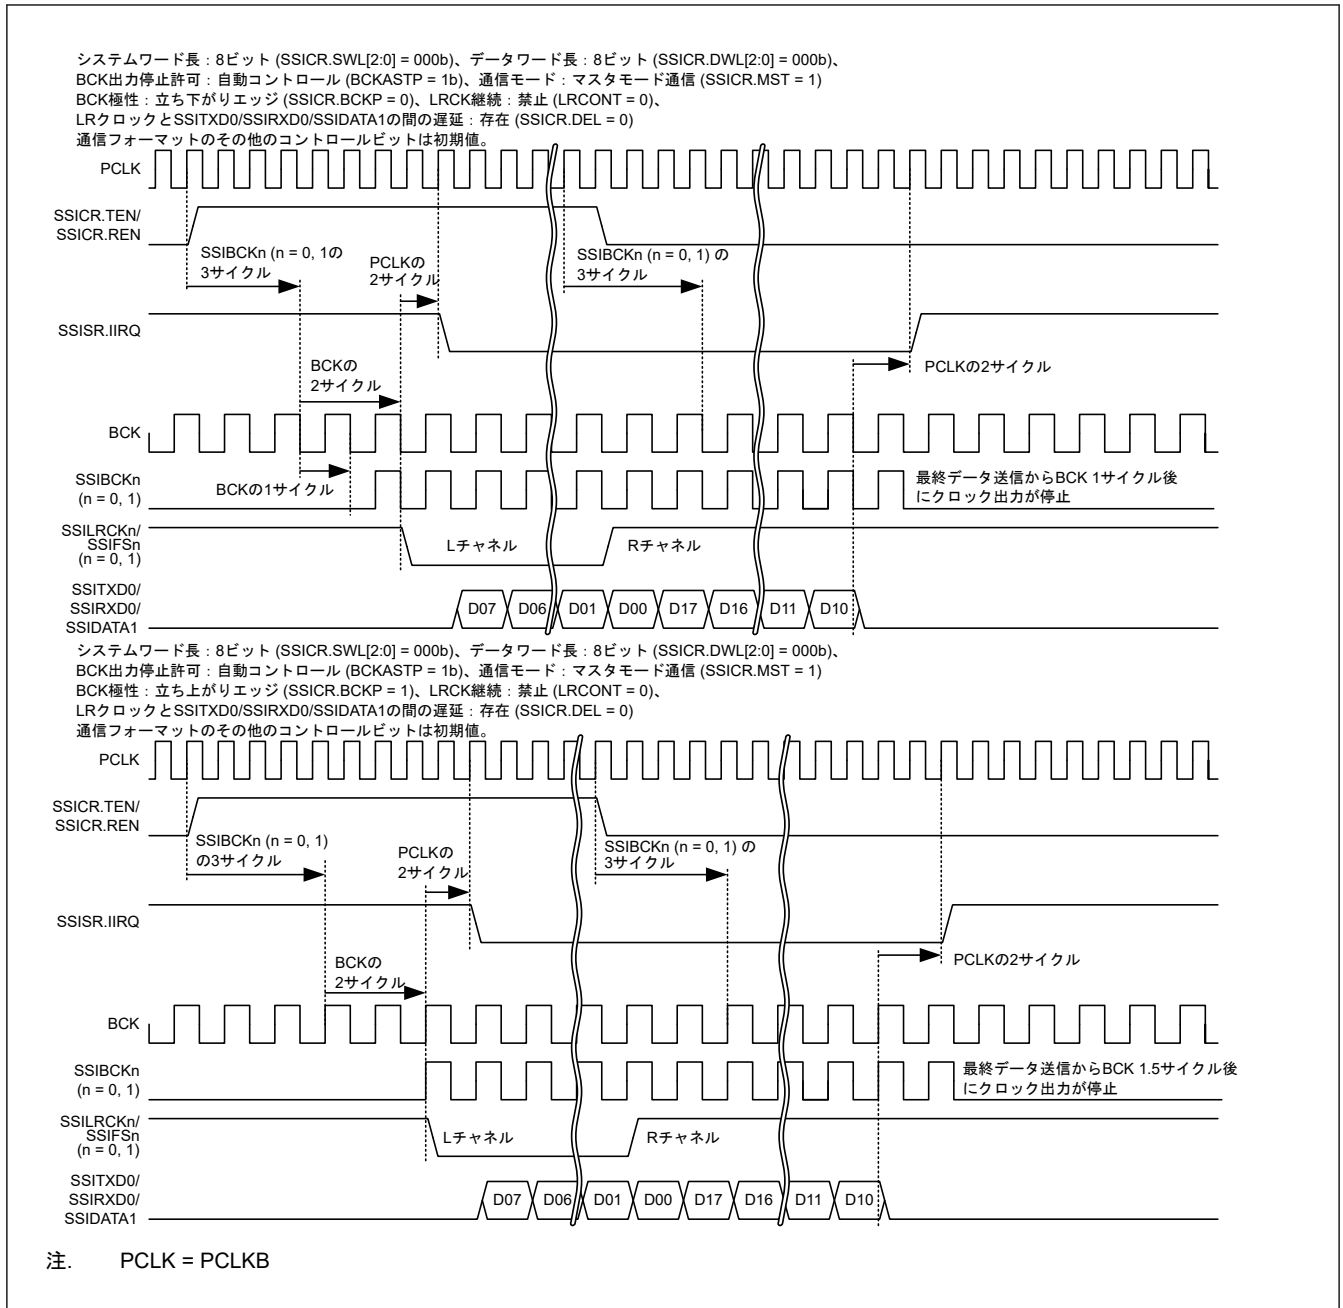 システムワード長：8ビット (SSICR.SWL[2:0] = 000b)、データワード長：8ビット (SSICR.DWL[2:0] = 000b)、
BCK出力停止許可：自動コントロール (BCKASTP = 1b)、通信モード：マスタモード通信 (SSICR.MST = 1)
BCK極性：立ち下がりエッジ (SSICR.BCKP = 0)、LRCK継続：禁止 (LRCONT = 0)、
LRクロックとSSITXD0/SSIRXD0/SSIDATA1の間の遅延：存在 (SSICR.DEL = 0)
通信フォーマットのその他のコントロールビットは初期値。
PCLK
SSICR.TEN/
SSICR.REN
SSIBCKn (n = 0, 1の
3サイクル
PCLKの
2サイクル
SSIBCKn (n = 0, 1) の
3サイクル
SSISR.IIRQ
BCKの
2サイクル
PCLKの2サイクル
BCK
SSIBCKn
(n = 0, 1)
BCKの1サイクル
最終データ送信からBCK 1サイクル後
にクロック出力が停止
SSILRCKn/
SSIFSn
(n = 0, 1)
Lチャネル
Rチャネル
SSITXD0/
SSIRXD0/
SSIDATA1
D07 D06 D01 D00 D17 D16 D11 D10
システムワード長：8ビット (SSICR.SWL[2:0] = 000b)、データワード長：8ビット (SSICR.DWL[2:0] = 000b)、
BCK出力停止許可：自動コントロール (BCKASTP = 1b)、通信モード：マスタモード通信 (SSICR.MST = 1)
BCK極性：立ち上がりエッジ (SSICR.BCKP = 1)、LRCK継続：禁止 (LRCONT = 0)、
LRクロックとSSITXD0/SSIRXD0/SSIDATA1の間の遅延：存在 (SSICR.DEL = 0)
通信フォーマットのその他のコントロールビットは初期値。
PCLK
SSICR.TEN/
SSICR.REN
SSIBCKn (n = 0, 1)
の3サイクル
PCLKの
2サイクル
SSIBCKn (n = 0, 1) の
3サイクル
SSISR.IIRQ
BCKの
2サイクル
PCLKの2サイクル
BCK
SSIBCKn
(n = 0, 1)
最終データ送信からBCK 1.5サイクル後
にクロック出力が停止
SSILRCKn/
SSIFSn
(n = 0, 1)
Lチャネル
Rチャネル
SSITXD0/
SSIRXD0/
SSIDATA1
D07 D06 D01 D00 D17 D16 D11 D10
注. PCLK = PCLKB